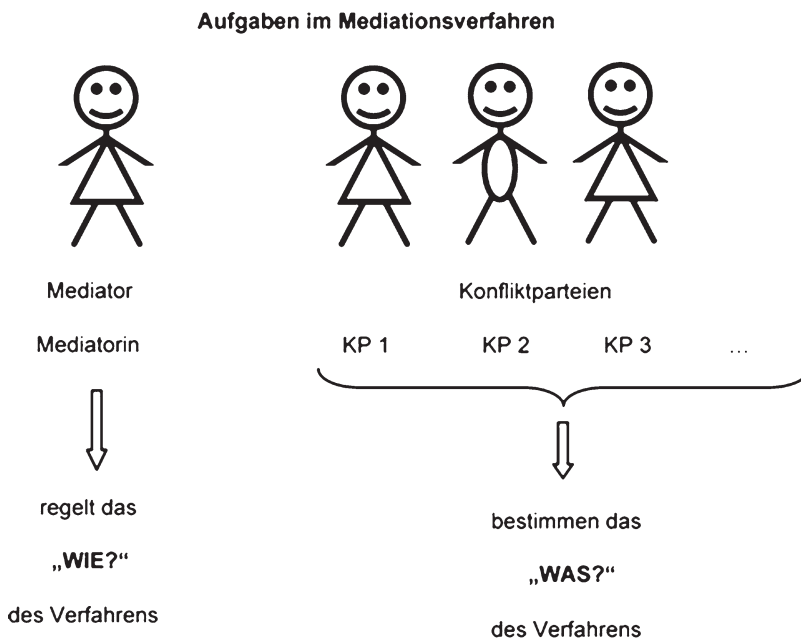 Aufgaben im Mediationsverfahren
Mediator
Mediatorin
regelt das
„WIE?“
des Verfahrens
Konfliktparteien
KP 1 KP 2 KP 3 ...
bestimmen das
„WAS?“
des Verfahrens